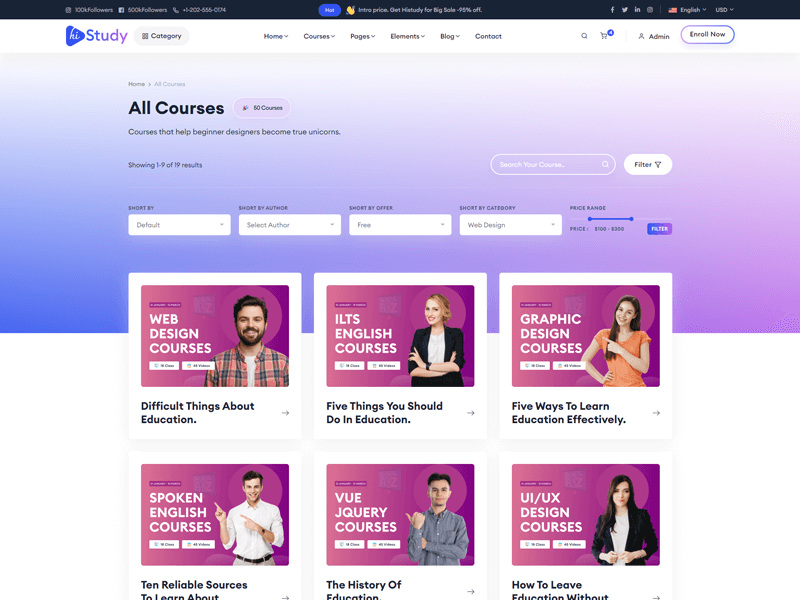 100kFollowers 500kFollowers +1-202-555-0174 Hot 👋 Intro price. Get Histudy for Big Sale -95% off. English USD
hiStudy Category Home Courses Pages Elements Blog Contact 4 Admin Enroll Now
Home All Courses
All Courses 50 Courses
Courses that help beginner designers become true unicorns.
Showing 1-9 of 19 results Search Your Course.. Filter
SHORT BY SHORT BY AUTHOR SHORT BY OFFER SHORT BY CATEGORY PRICE RANGE
Default Select Author Free Web Design PRICE : $100 - $300 FILTER
WEB
DESIGN
COURSES
16 Class 45 Videos
Difficult Things About
Education.
ILTS
ENGLISH
COURSES
16 Class 45 Videos
Five Things You Should
Do In Education.
GRAPHIC
DESIGN
COURSES
16 Class 45 Videos
Five Ways To Learn
Education Effectively.
SPOKEN
ENGLISH
COURSES
16 Class 45 Videos
Ten Reliable Sources
To Learn About
VUE
JQUERY
COURSES
16 Class 45 Videos
The History Of
Education.
UI/UX
DESIGN
COURSES
16 Class 45 Videos
How To Leave
Education Without